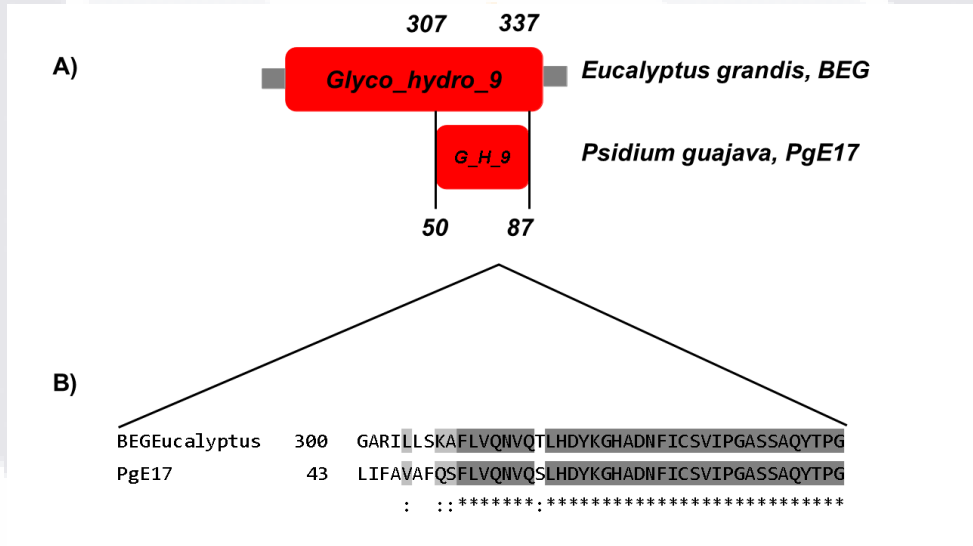 307 337
A)
Glyco_hydro_9
Eucalyptus grandis, BEG
G_H_9
Psidium guajava, PgE17
50 87
B)
BEGEucalyptus 300 GARILLSKAFLVQNVQTLHDYKGHADNFICSVIPGASSAQYTPG
PgE17 43 LIFAVAFQSFLVQNVQSLHDYKGHADNFICSVIPGASSAQYTPG
: ::*******:***************************